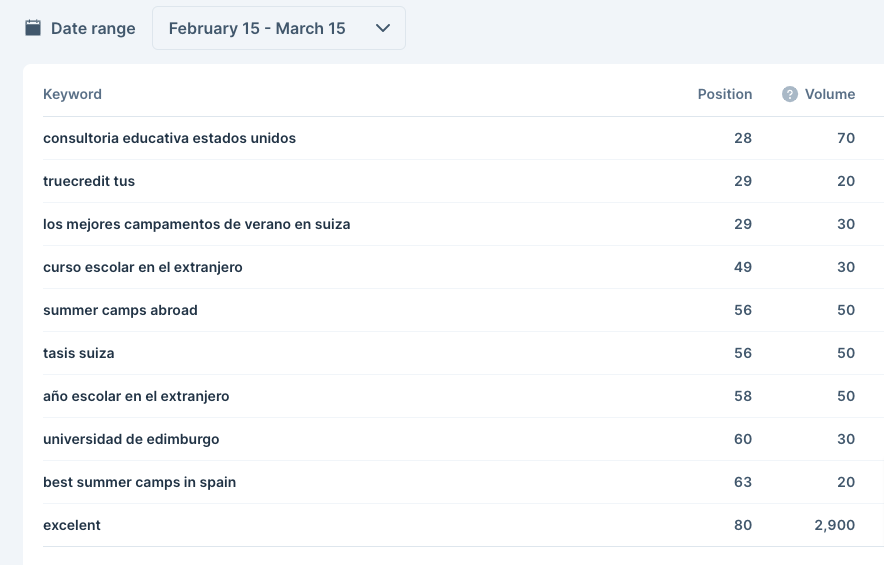 Date range February 15 - March 15
Keyword Position ? Volume
consultoria educativa estados unidos 28 70
truecredit tus 29 20
los mejores campamentos de verano en suiza 29 30
curso escolar en el extranjero 49 30
summer camps abroad 56 50
tasis suiza 56 50
año escolar en el extranjero 58 50
universidad de edimburgo 60 30
best summer camps in spain 63 20
excelent 80 2,900